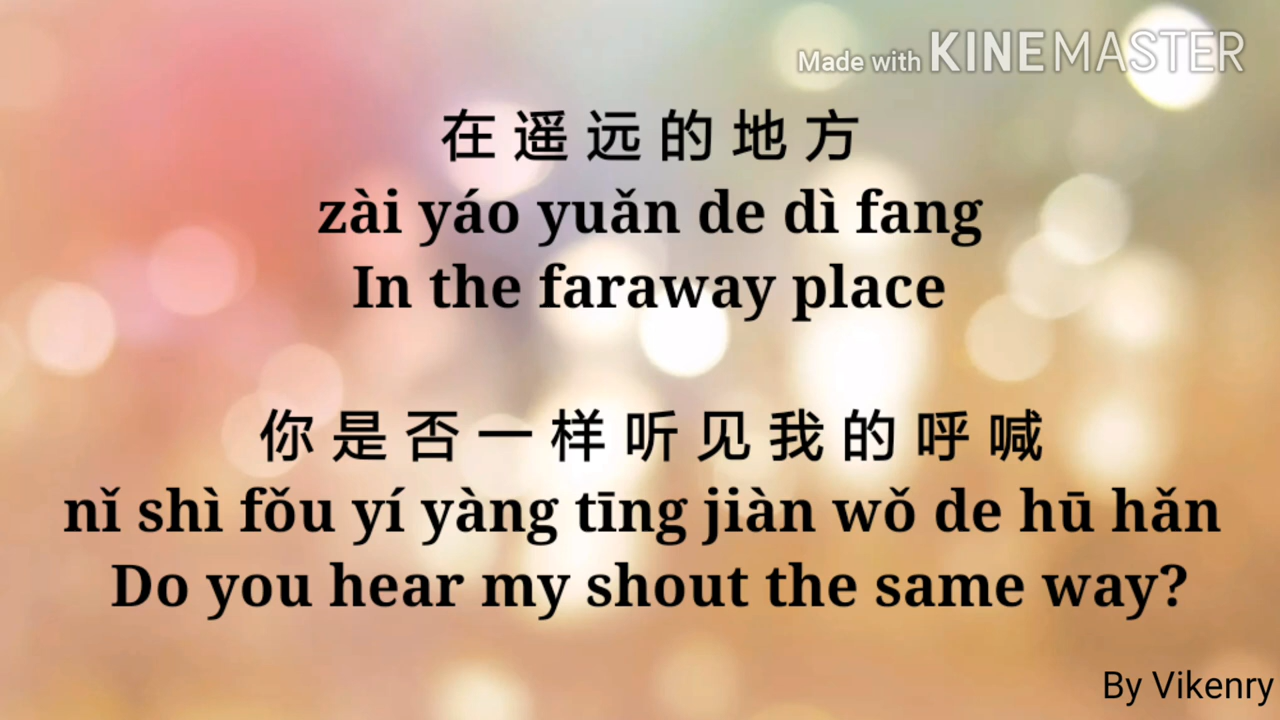 Made with KINEMASTER
在遥远的地方
zài yáo yuǎn de dì fang
In the faraway place
你是否一样听见我的呼喊
nǐ shì fǒu yí yàng tīng jiàn wǒ de hū hǎn
Do you hear my shout the same way?
By Vikenry